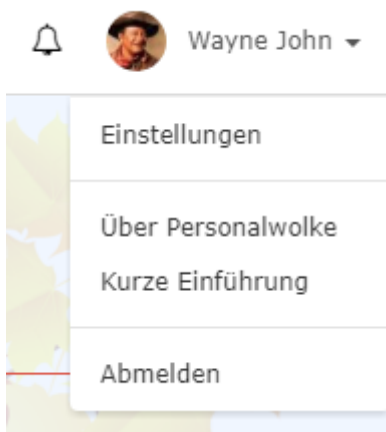 Wayne John
Einstellungen
Über Personalwolke
Kurze Einführung
Abmelden